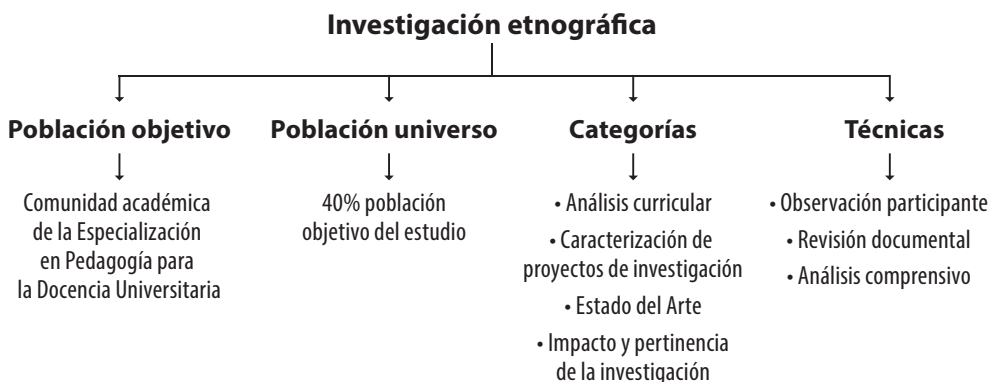 Investigación etnográfica
Población objetivo
Comunidad académica
de la Especialización
en Pedagogía para
la Docencia Universitaria
Población universo
40% población
objetivo del estudio
Categorías
• Análisis curricular
• Caracterización de
proyectos de investigación
• Estado del Arte
• Impacto y pertinencia
de la investigación
Técnicas
• Observación participante
• Revisión documental
• Análisis comprensivo